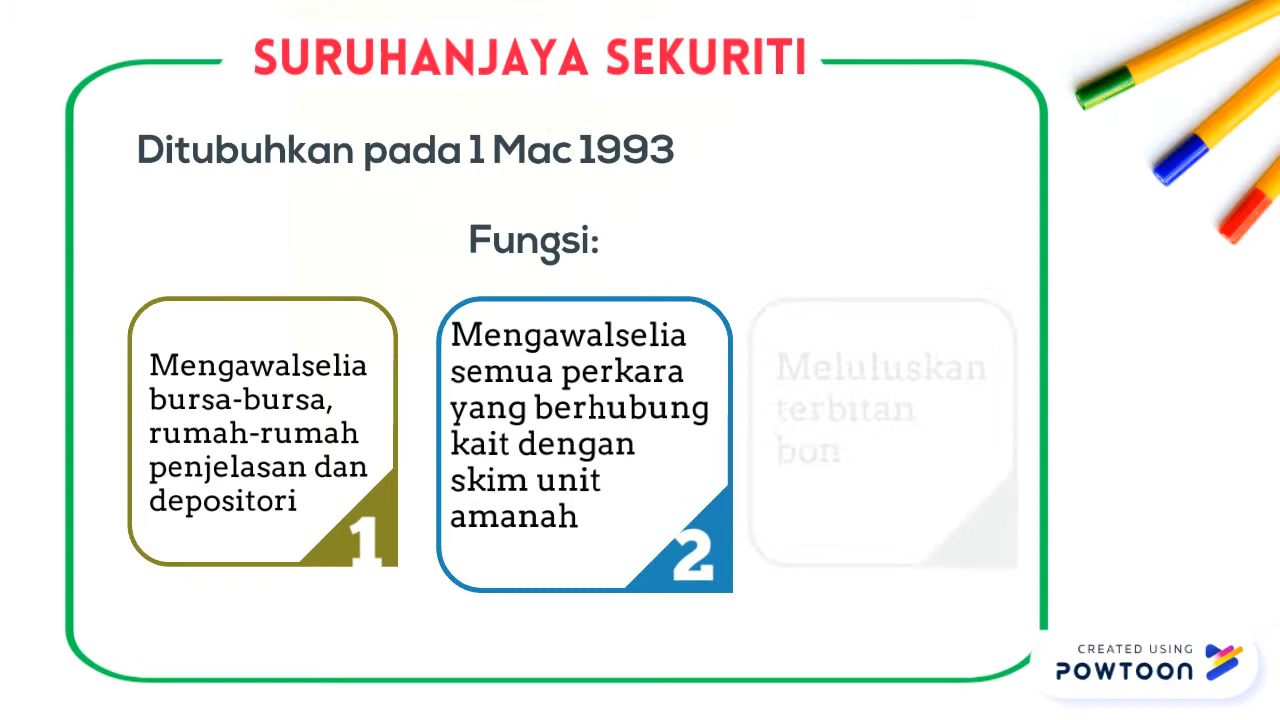 SURUHANJAYA SEKURITI
Ditubuhkan pada 1 Mac 1993
Fungsi:
Mengawalselia
bursa-bursa,
rumah-rumah
penjelasan dan
depositori
1
Mengawalselia
semua perkara
yang berhubung
kait dengan
skim unit
amanah
2
Meluluskan
terbitan
bon
CREATED USING
POWTOON